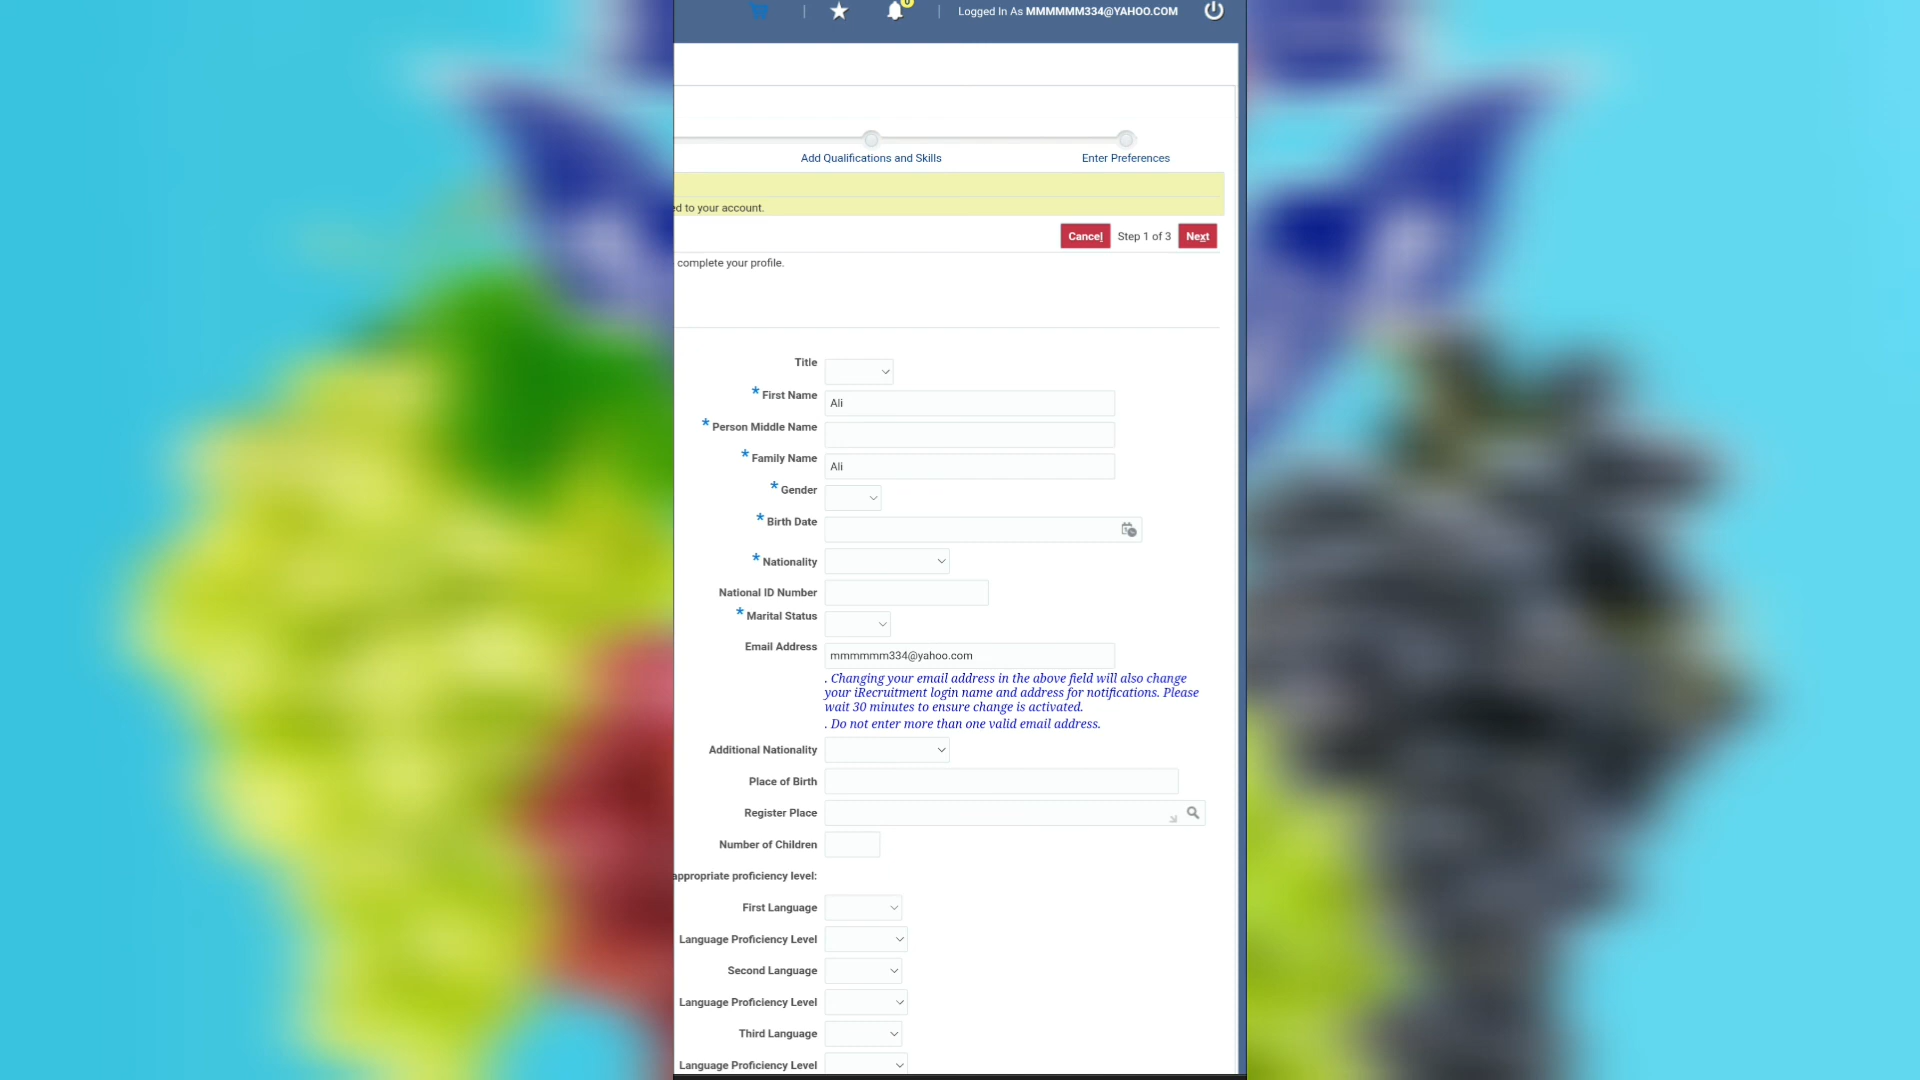 Logged In As MMMMMM334@YAHOO.COM
Add Qualifications and Skills
Enter Preferences
ed to your account.
Cancel Step 1 of 3 Next
complete your profile.
Title
* First Name Ali
* Person Middle Name
* Family Name Ali
* Gender
* Birth Date
* Nationality
National ID Number
* Marital Status
Email Address mmmmmm334@yahoo.com
. Changing your email address in the above field will also change
your iRecruitment login name and address for notifications. Please
wait 30 minutes to ensure change is activated.
. Do not enter more than one valid email address.
Additional Nationality
Place of Birth
Register Place
Number of Children
appropriate proficiency level:
First Language
Language Proficiency Level
Second Language
Language Proficiency Level
Third Language
Language Proficiency Level